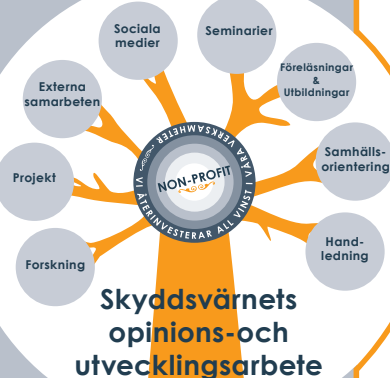 Sociala
medier
Seminarier
Externa
samarbeten
Föreläsningar
&
Utbildningar
Projekt
Samhälls-
orientering
Forskning
Hand-
ledning
VI ÅTERINVESTERAR ALL VINST I VÅRA VERKSAMHETER
NON-PROFIT
Skyddsvärnets
opinions-och
utvecklingsarbete